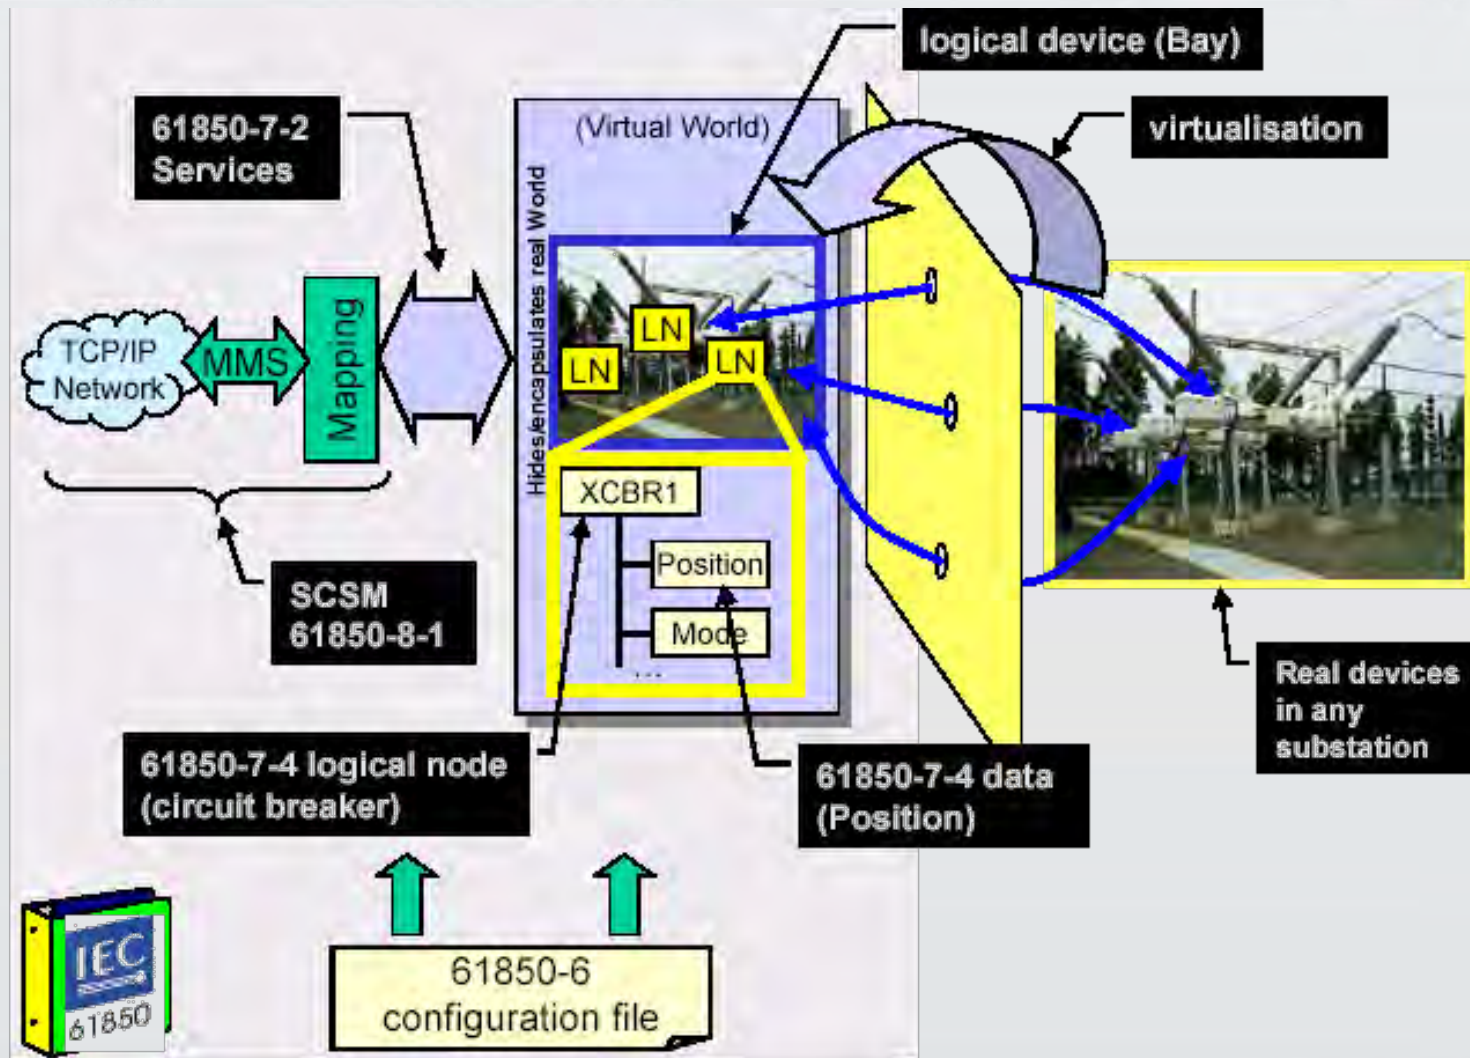 logical device (Bay)
61850-7-2
Services
(Virtual World)
virtualisation
Hides/encapsulates real World
TCP/IP
Network
MMS
Mapping
LN
LN
LN
XCBR1
Position
Mode
...
SCSM
61850-8-1
Real devices
in any
substation
61850-7-4 logical node
(circuit breaker)
61850-7-4 data
(Position)
IEC
61850
61850-6
configuration file